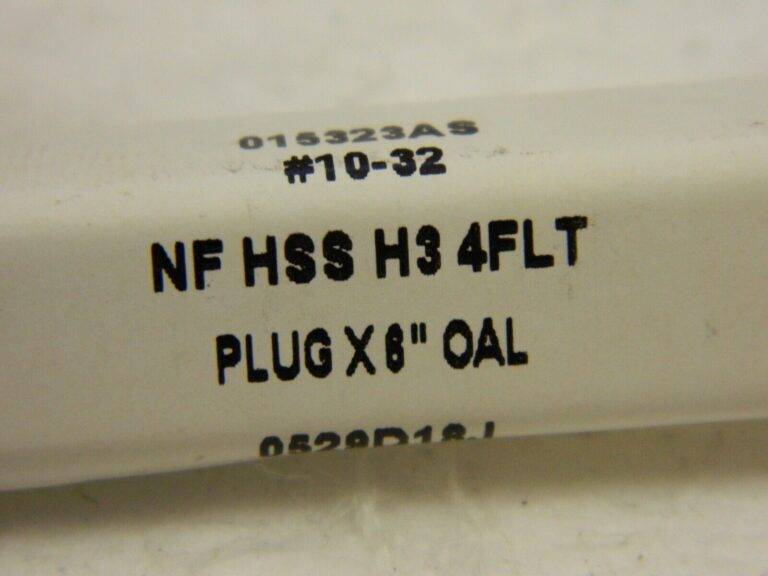 015323AS
#10-32
NF HSS H3 4FLT
PLUG X 6" OAL